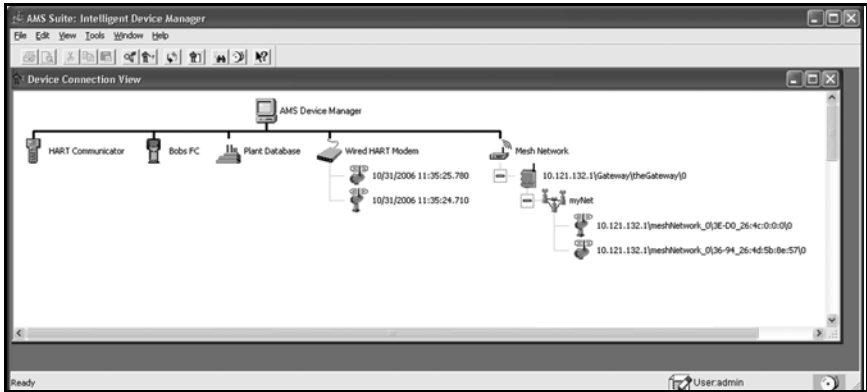 AMS Suite: Intelligent Device Manager
File Edit View Tools Window Help
Device Connection View
AMS Device Manager
HART Communicator
Bobs FC
Plant Database
Wired HART Modem
Mesh Network
10/31/2006 11:35:25.780
10.121.132.1\Gateway\theGateway\0
10/31/2006 11:35:24.710
myNet
10.121.132.1\meshNetwork_0\3E-D0_26:4c:0:0:0\0
10.121.132.1\meshNetwork_0\36-94_26:4d:5b:8e:57\0
Ready
User:admin